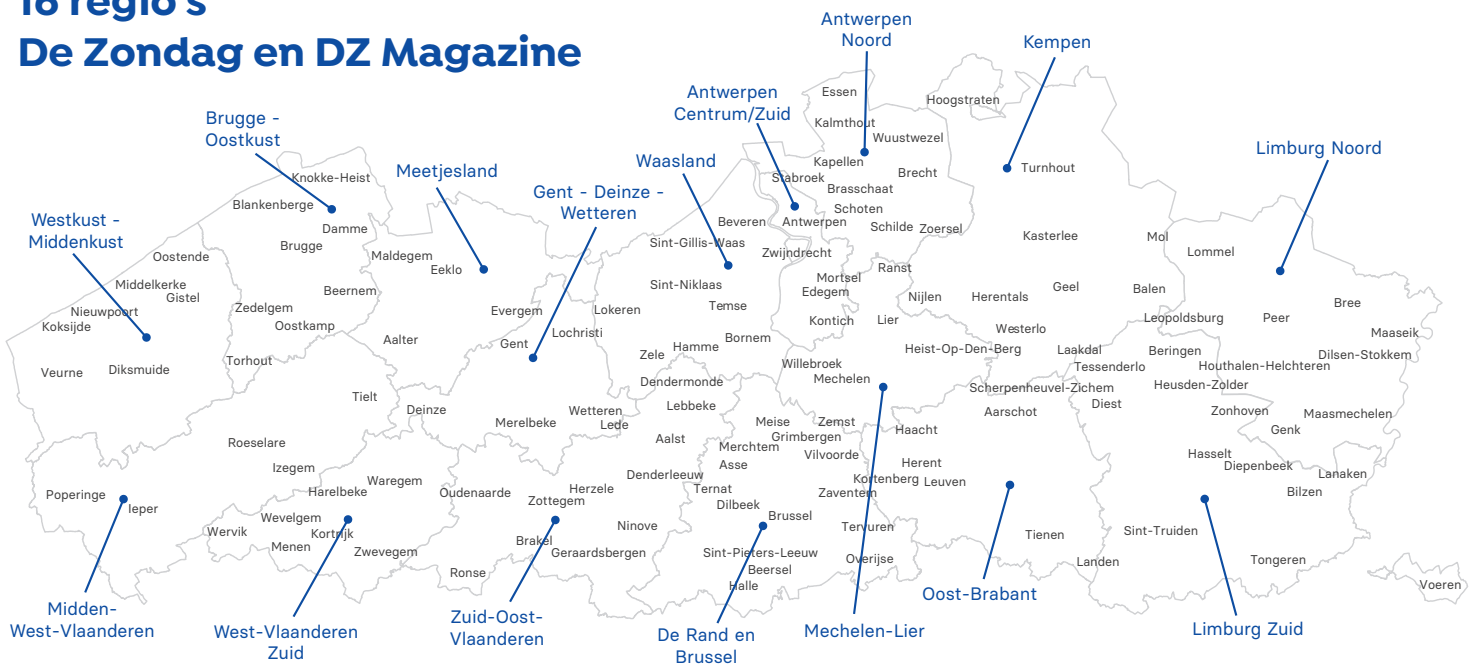 16 regio's
De Zondag en DZ Magazine
Antwerpen
Noord
Kempen
Antwerpen
Centrum/Zuid
Brugge -
Oostkust
Waasland
Meetjesland
Limburg Noord
Gent - Deinze -
Wetteren
Westkust -
Middenkust
Essen
Hoogstraten
Kalmthout
Wuustwezel
Kapellen
Turnhout
Brecht
Stabroek
Knokke-Heist
Brasschaat
Blankenberge
Schoten
Damme
Beveren
Antwerpen
Schilde
Zoersel
Kasterlee
Mol
Brugge
Sint-Gillis-Waas
Zwijndrecht
Lommel
Oostende
Maldegem
Eeklo
Ranst
Mortsel
Middelkerke
Sint-Niklaas
Edegem
Geel
Balen
Beernem
Gistel
Nijlen
Herentals
Bree
Nieuwpoort
Zedelgem
Temse
Evergem
Lokeren
Koksijde
Oostkamp
Kontich
Lier
Leopoldsburg
Peer
Westerlo
Maaseik
Lochristi
Gent
Aalter
Bornem
Hamme
Zele
Heist-Op-Den-Berg
Laakdal
Beringen
Dilsen-Stokkem
Torhout
Willebroek
Tessenderlo
Houthalen-Helchteren
Veurne
Diksmuide
Mechelen
Dendermonde
Scherpenheuvel-Zichem
Heusden-Zolder
Tielt
Diest
Lebbeke
Deinze
Wetteren
Aarschot
Zonhoven
Maasmechelen
Merelbeke
Lede
Meise
Zemst
Haacht
Genk
Roeselare
Aalst
Grimbergen
Merchtem
Vilvoorde
Hasselt
Izegem
Asse
Herent
Diepenbeek
Lanaken
Denderleeuw
Kortenberg
Leuven
Waregem
Harelbeke
Oudenaarde
Herzele
Ternat
Zaventem
Bilzen
Poperinge
Zottegem
Dilbeek
Ieper
Wevelgem
Brussel
Ninove
Tervuren
Sint-Truiden
Wervik
Kortrijk
Tienen
Menen
Brakel
Zwevegem
Geraardsbergen
Sint-Pieters-Leeuw
Overijse
Landen
Tongeren
Ronse
Beersel
Halle
Voeren
Oost-Brabant
Midden-
West-Vlaanderen
Zuid-Oost-
Vlaanderen
West-Vlaanderen
Zuid
De Rand en
Brussel
Mechelen-Lier
Limburg Zuid